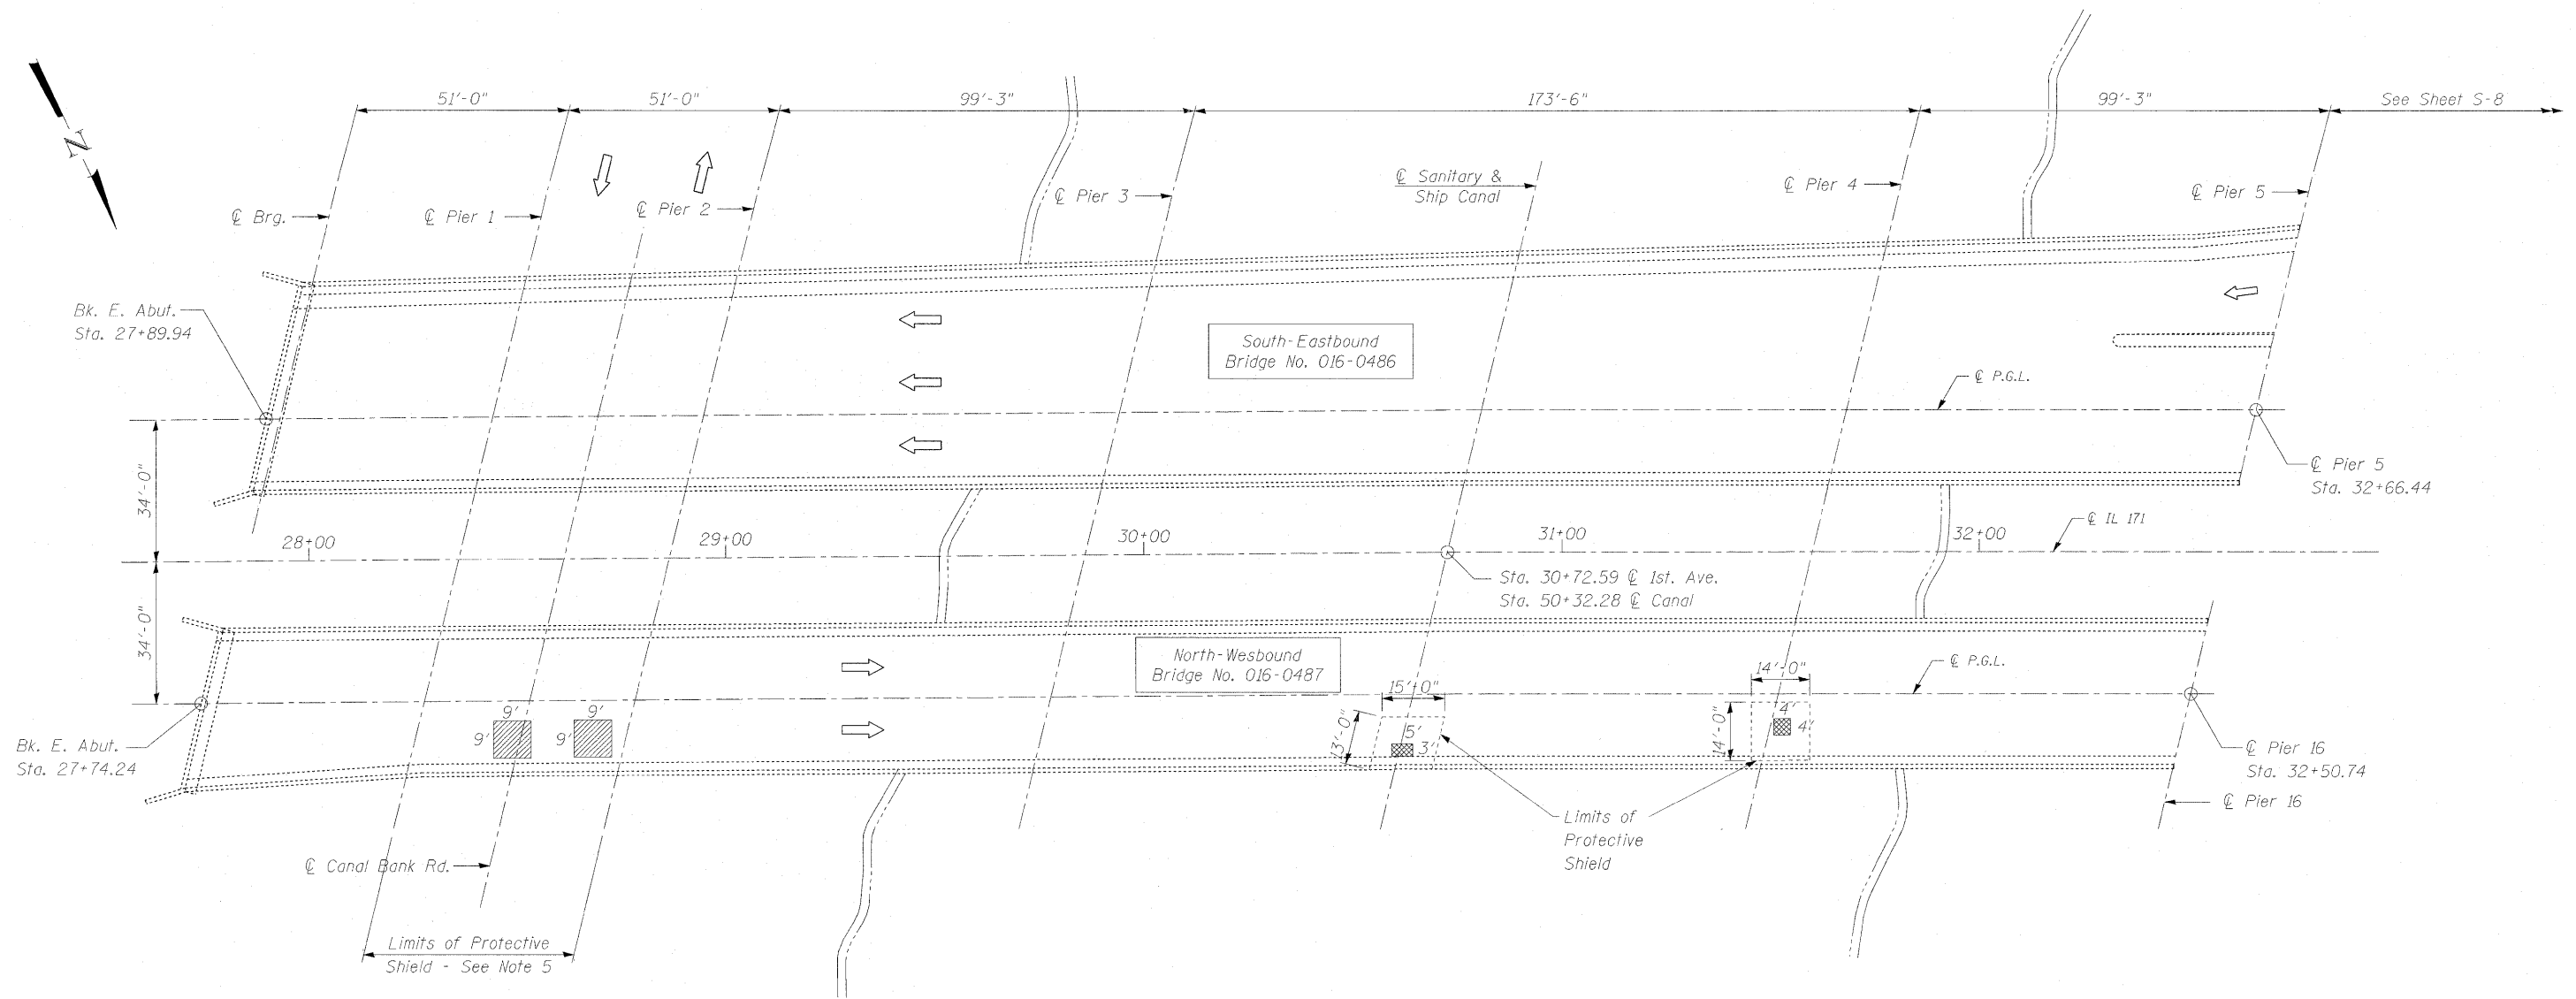 51'-0"
51'-0"
99'-3"
173'-6"
99'-3"
See Sheet S-8
N
℄ Brg.
℄ Pier 1
℄ Pier 2
℄ Pier 3
℄ Sanitary &
Ship Canal
℄ Pier 4
℄ Pier 5
Bk. E. Abut.
Sta. 27+89.94
South-Eastbound
Bridge No. 016-0486
℄ P.G.L.
℄ Pier 5
Sta. 32+66.44
34'-0"
28+00
29+00
30+00
31+00
32+00
℄ IL 171
Sta. 30+72.59 ℄ 1st. Ave.
Sta. 50+32.28 ℄ Canal
34'-0"
North-Wesbound
Bridge No. 016-0487
℄ P.G.L.
15'-0"
14'-0"
13'-0"
5'
3'
14'-0"
4'
4'
9'
9'
9'
9'
Bk. E. Abut.
Sta. 27+74.24
℄ Pier 16
Sta. 32+50.74
℄ Pier 16
Limits of
Protective
Shield
℄ Canal Bank Rd.
Limits of Protective
Shield - See Note 5